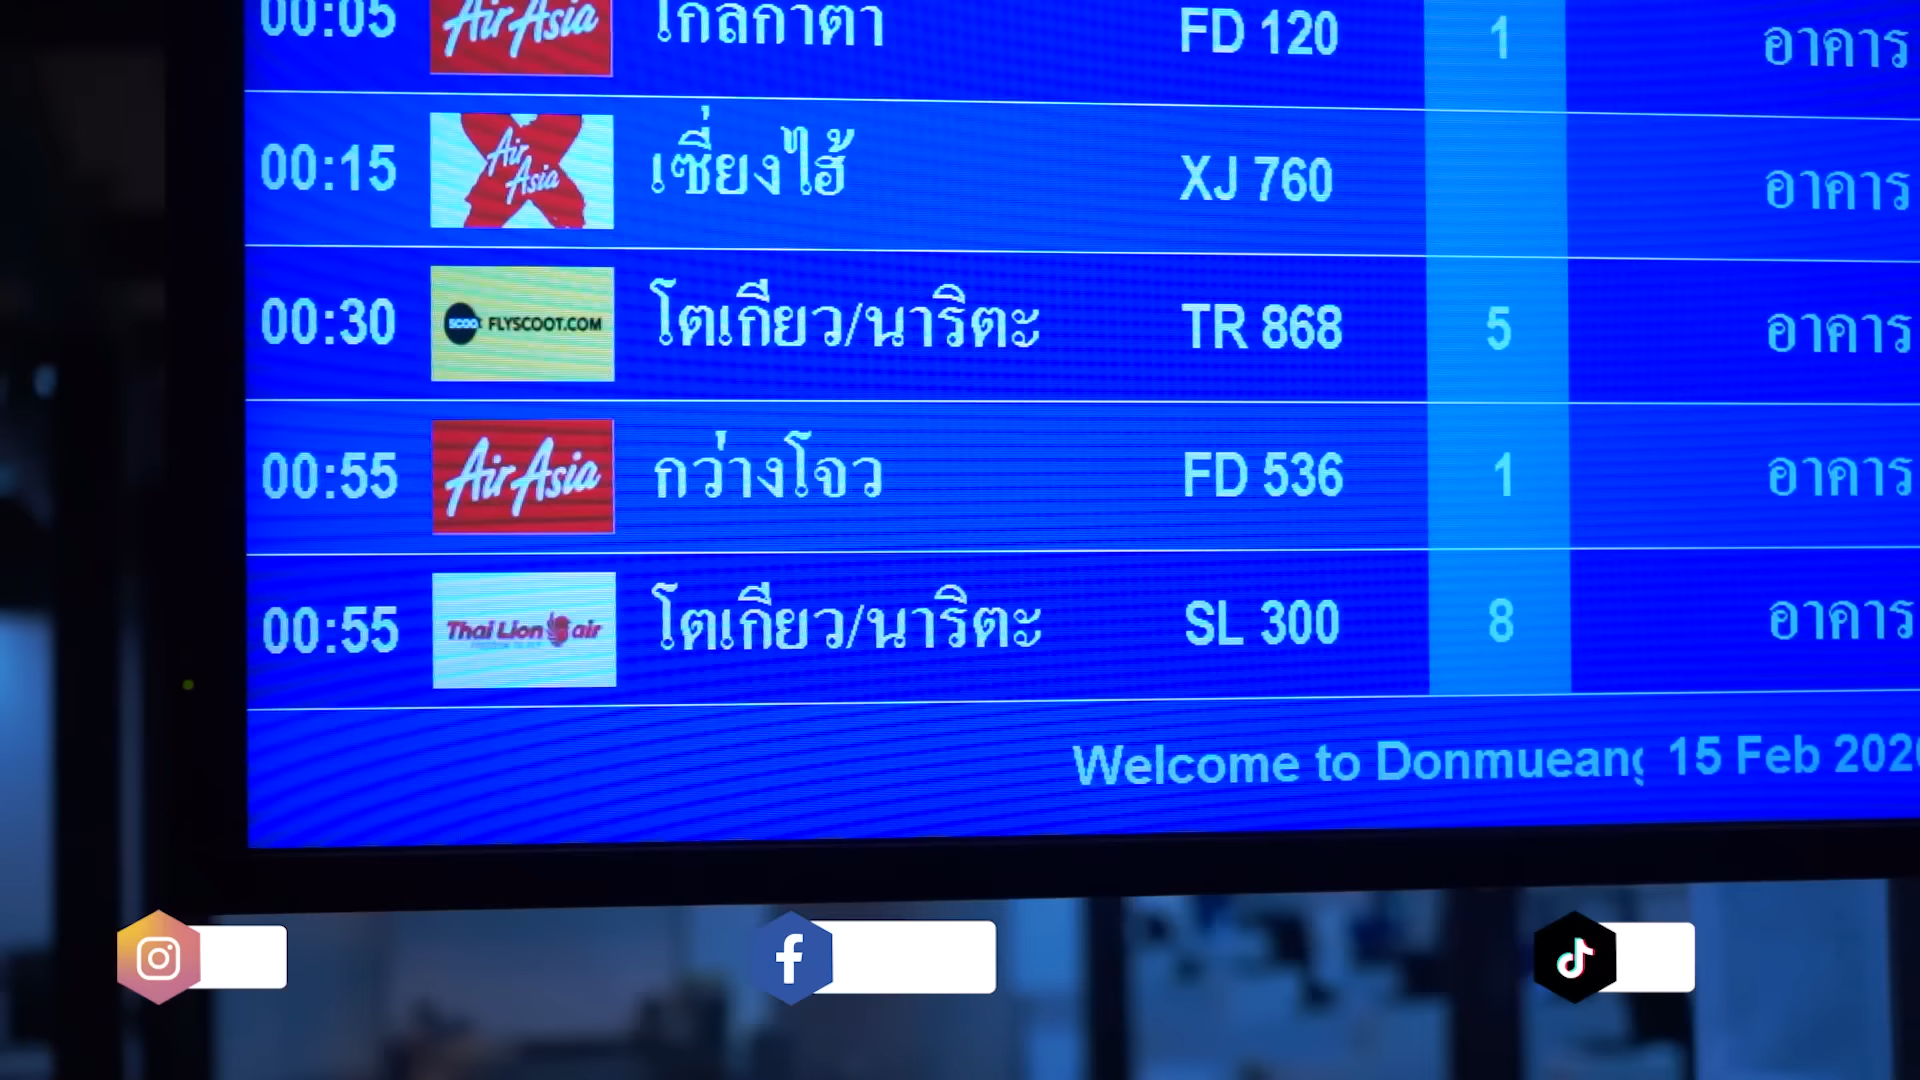 00:05 AirAsia โกลกาตา FD 120 1 อาคาร
00:15 Air Asia X เซี่ยงไฮ้ XJ 760 อาคาร
00:30 SCOOT FLYSCOOT.COM โตเกียว/นาริตะ TR 868 5 อาคาร
00:55 AirAsia กว่างโจว FD 536 1 อาคาร
00:55 Thai Lion air โตเกียว/นาริตะ SL 300 8 อาคาร
Welcome to Donmueang 15 Feb 2020